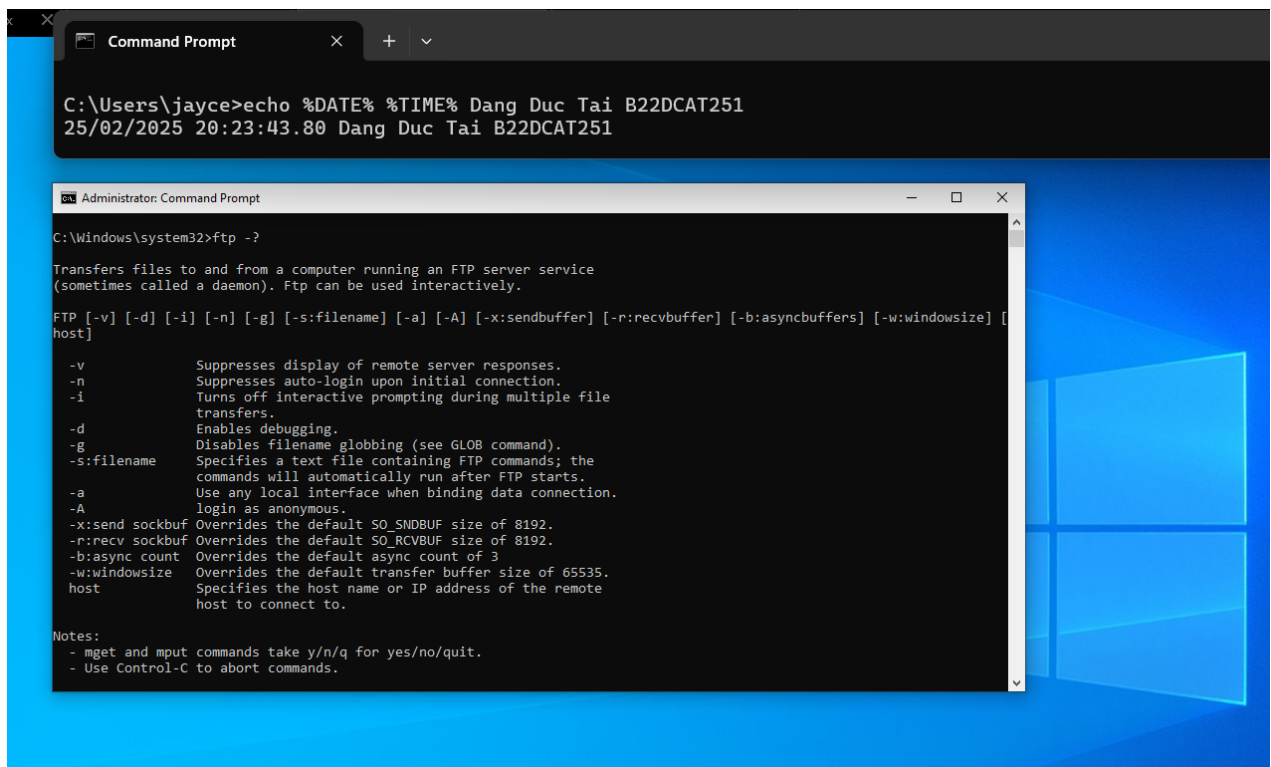 x
Command Prompt
C:\Users\jayce>echo %DATE% %TIME% Dang Duc Tai B22DCAT251
25/02/2025 20:23:43.80 Dang Duc Tai B22DCAT251
Administrator: Command Prompt
C:\Windows\system32>ftp -?
Transfers files to and from a computer running an FTP server service
(sometimes called a daemon). Ftp can be used interactively.
FTP [-v] [-d] [-i] [-n] [-g] [-s:filename] [-a] [-A] [-x:sendbuffer] [-r:recvbuffer] [-b:asyncbuffers] [-w:windowsize] [
host]
-v Suppresses display of remote server responses.
-n Suppresses auto-login upon initial connection.
-i Turns off interactive prompting during multiple file
transfers.
-d Enables debugging.
-g Disables filename globbing (see GLOB command).
-s:filename Specifies a text file containing FTP commands; the
commands will automatically run after FTP starts.
-a Use any local interface when binding data connection.
-A login as anonymous.
-x:send sockbuf Overrides the default SO_SNDBUF size of 8192.
-r:recv sockbuf Overrides the default SO_RCVBUF size of 8192.
-b:async count Overrides the default async count of 3
-w:windowsize Overrides the default transfer buffer size of 65535.
host Specifies the host name or IP address of the remote
host to connect to.
Notes:
- mget and mput commands take y/n/q for yes/no/quit.
- Use Control-C to abort commands.